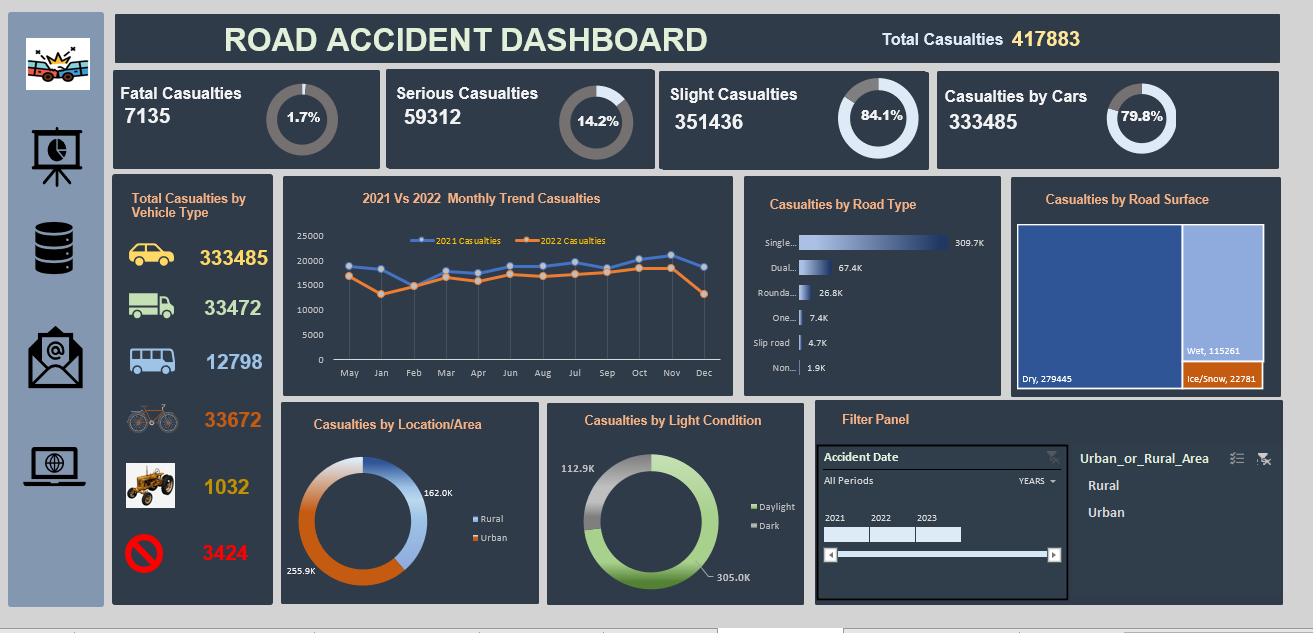 ROAD ACCIDENT DASHBOARD
Total Casualties 417883
Fatal Casualties
7135
1.7%
Serious Casualties
59312
14.2%
Slight Casualties
351436
84.1%
Casualties by Cars
333485
79.8%
Total Casualties by
Vehicle Type
333485
33472
12798
33672
1032
3424
2021 Vs 2022 Monthly Trend Casualties
2021 Casualties
2022 Casualties
25000
20000
15000
10000
5000
0
May Jan Feb Mar Apr Jun Aug Jul Sep Oct Nov Dec
Casualties by Road Type
Single... 309.7K
Dual... 67.4K
Rounda... 26.8K
One... 7.4K
Slip road 4.7K
Non... 1.9K
Casualties by Road Surface
Wet, 115261
Dry, 279445
Ice/Snow, 22781
Casualties by Location/Area
162.0K
Rural
Urban
255.9K
Casualties by Light Condition
112.9K
Daylight
Dark
305.0K
Filter Panel
Accident Date
All Periods
YEARS
2021 2022 2023
Urban_or_Rural_Area
Rural
Urban